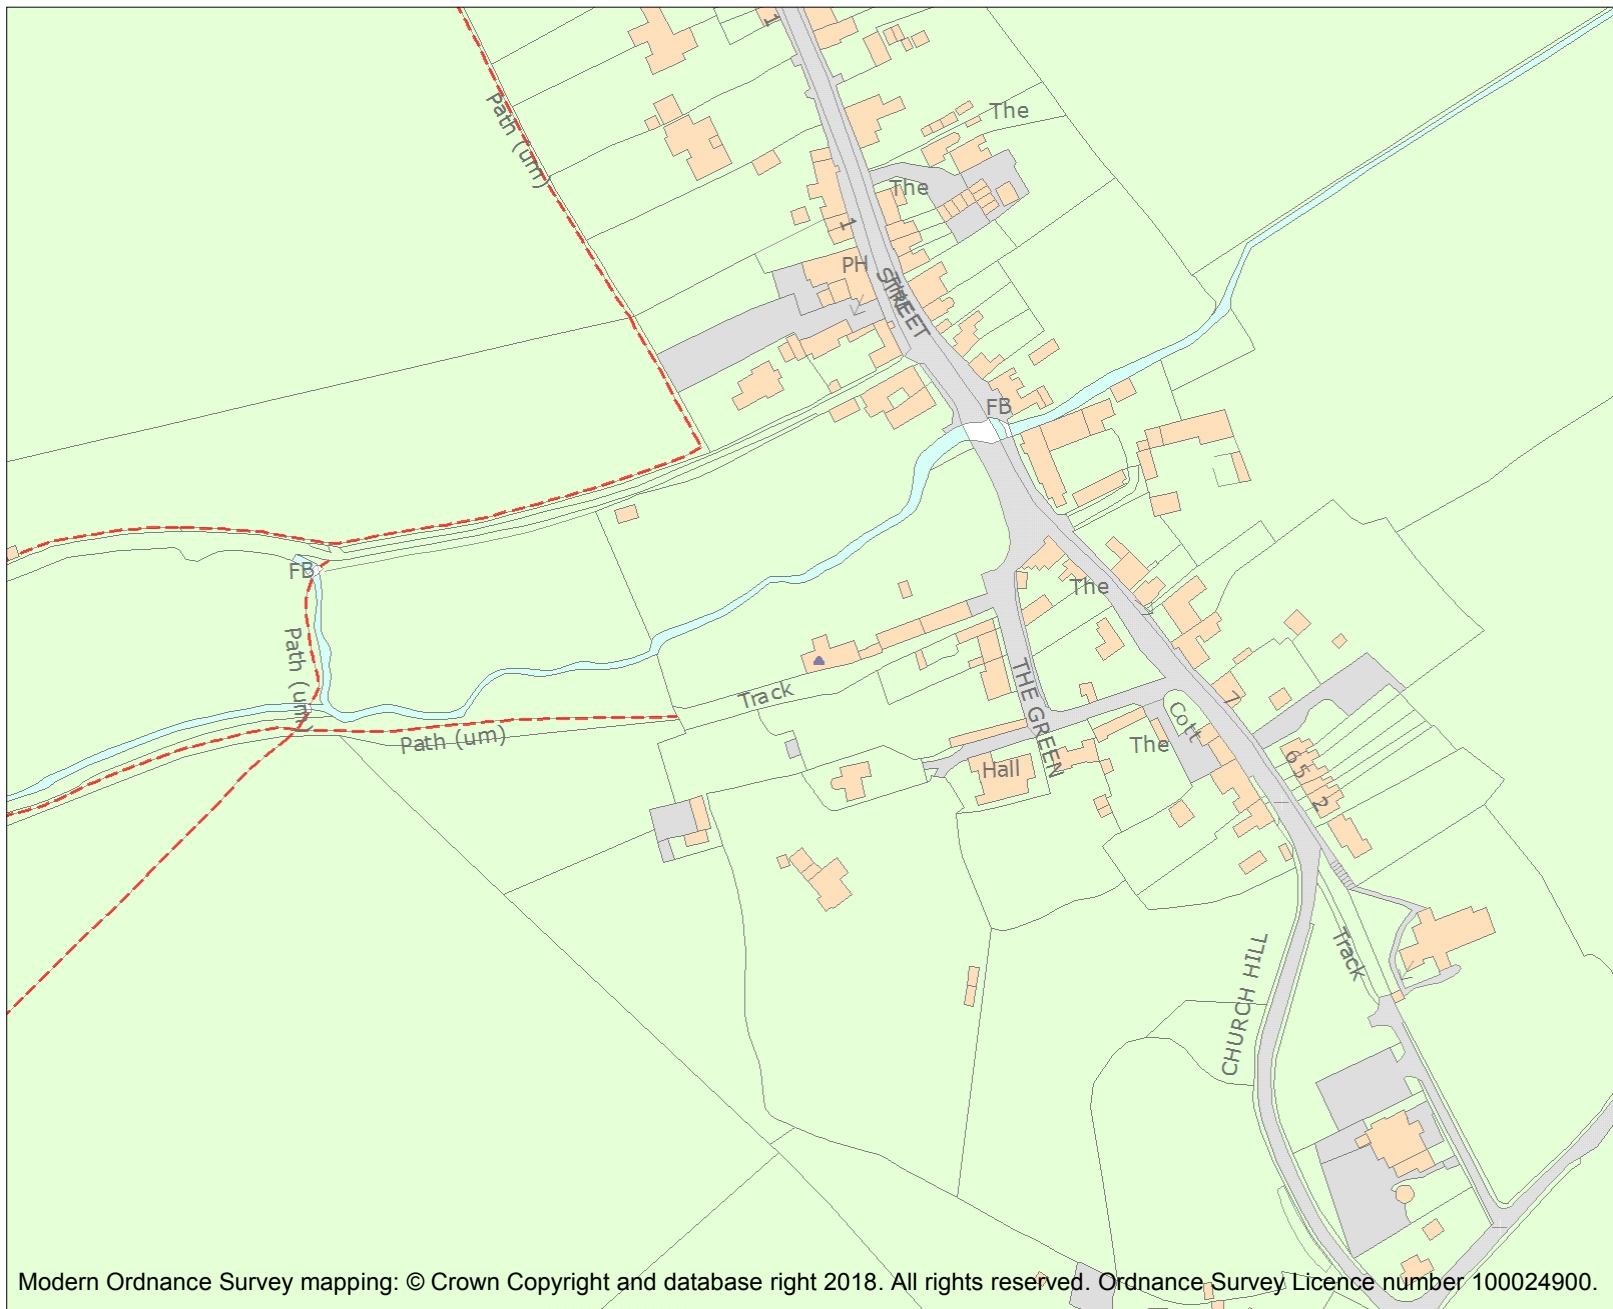 1
Path (um)
The
The
1
PH
STREET
FB
FB
The
Path (um)
THE GREEN
Track
7
Cott
Path (um)
The
Hall
6 5
2
Track
CHURCH HILL
Modern Ordnance Survey mapping: © Crown Copyright and database right 2018. All rights reserved. Ordnance Survey Licence number 100024900.